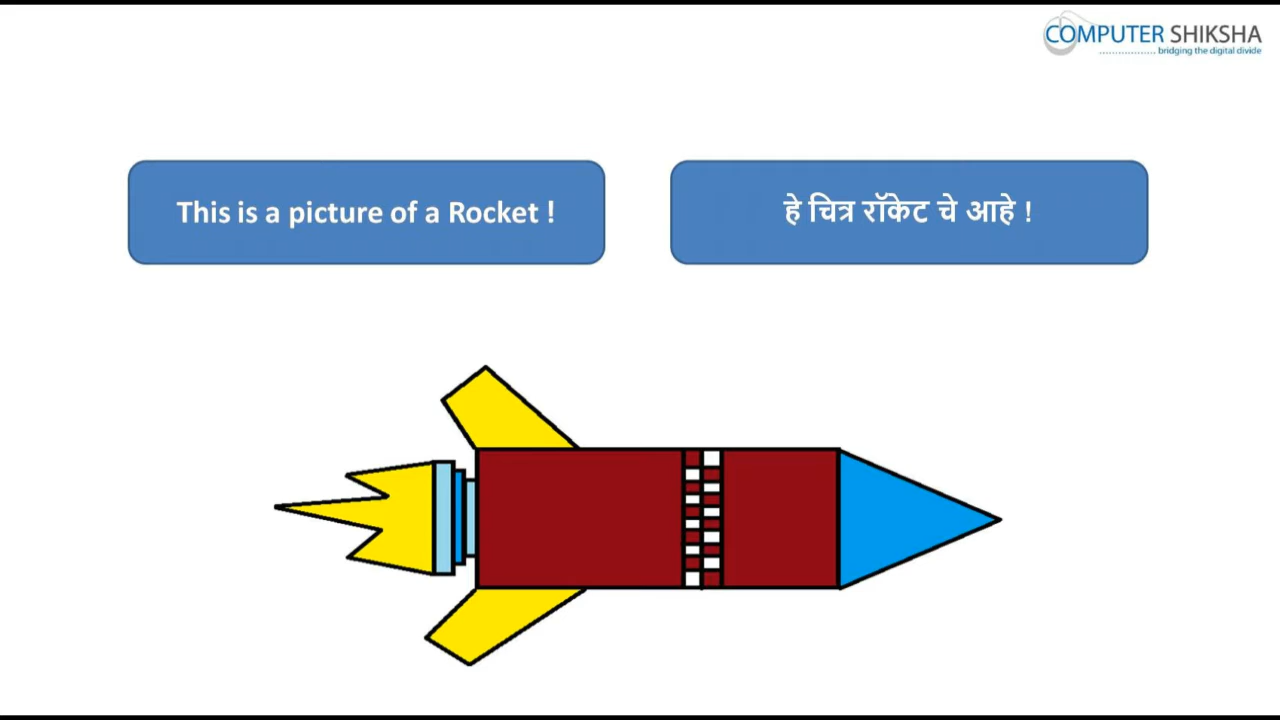 COMPUTER SHIKSHA
bridging the digital divide
This is a picture of a Rocket !
हे चित्र रॉकेट चे आहे !